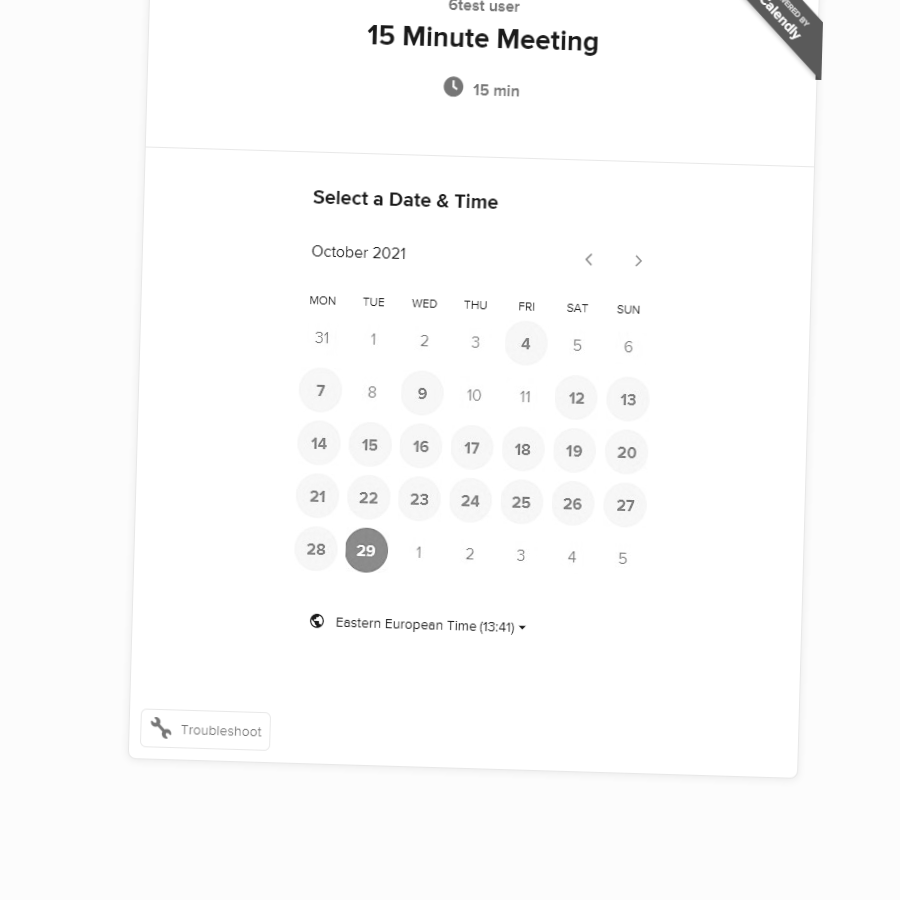 6test user
15 Minute Meeting
15 min
Calendly
Select a Date & Time
October 2021
MON TUE WED THU FRI SAT SUN
31 1 2 3 4 5 6
7 8 9 10 11 12 13
14 15 16 17 18 19 20
21 22 23 24 25 26 27
28 29 1 2 3 4 5
Eastern European Time (13:41)
Troubleshoot